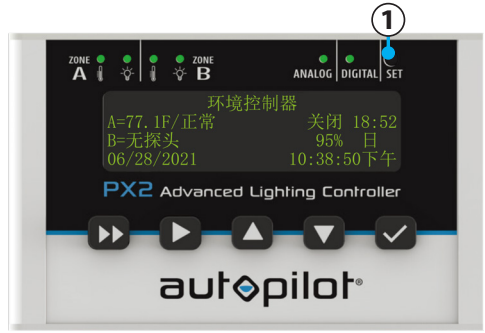 1
ZONE A ZONE B ANALOG DIGITAL SET
环境控制器
A=77.1F/正常 关闭 18:52
B=无探头 95% 日
06/28/2021 10:38:50下午
PX2 Advanced Lighting Controller
autopilot®